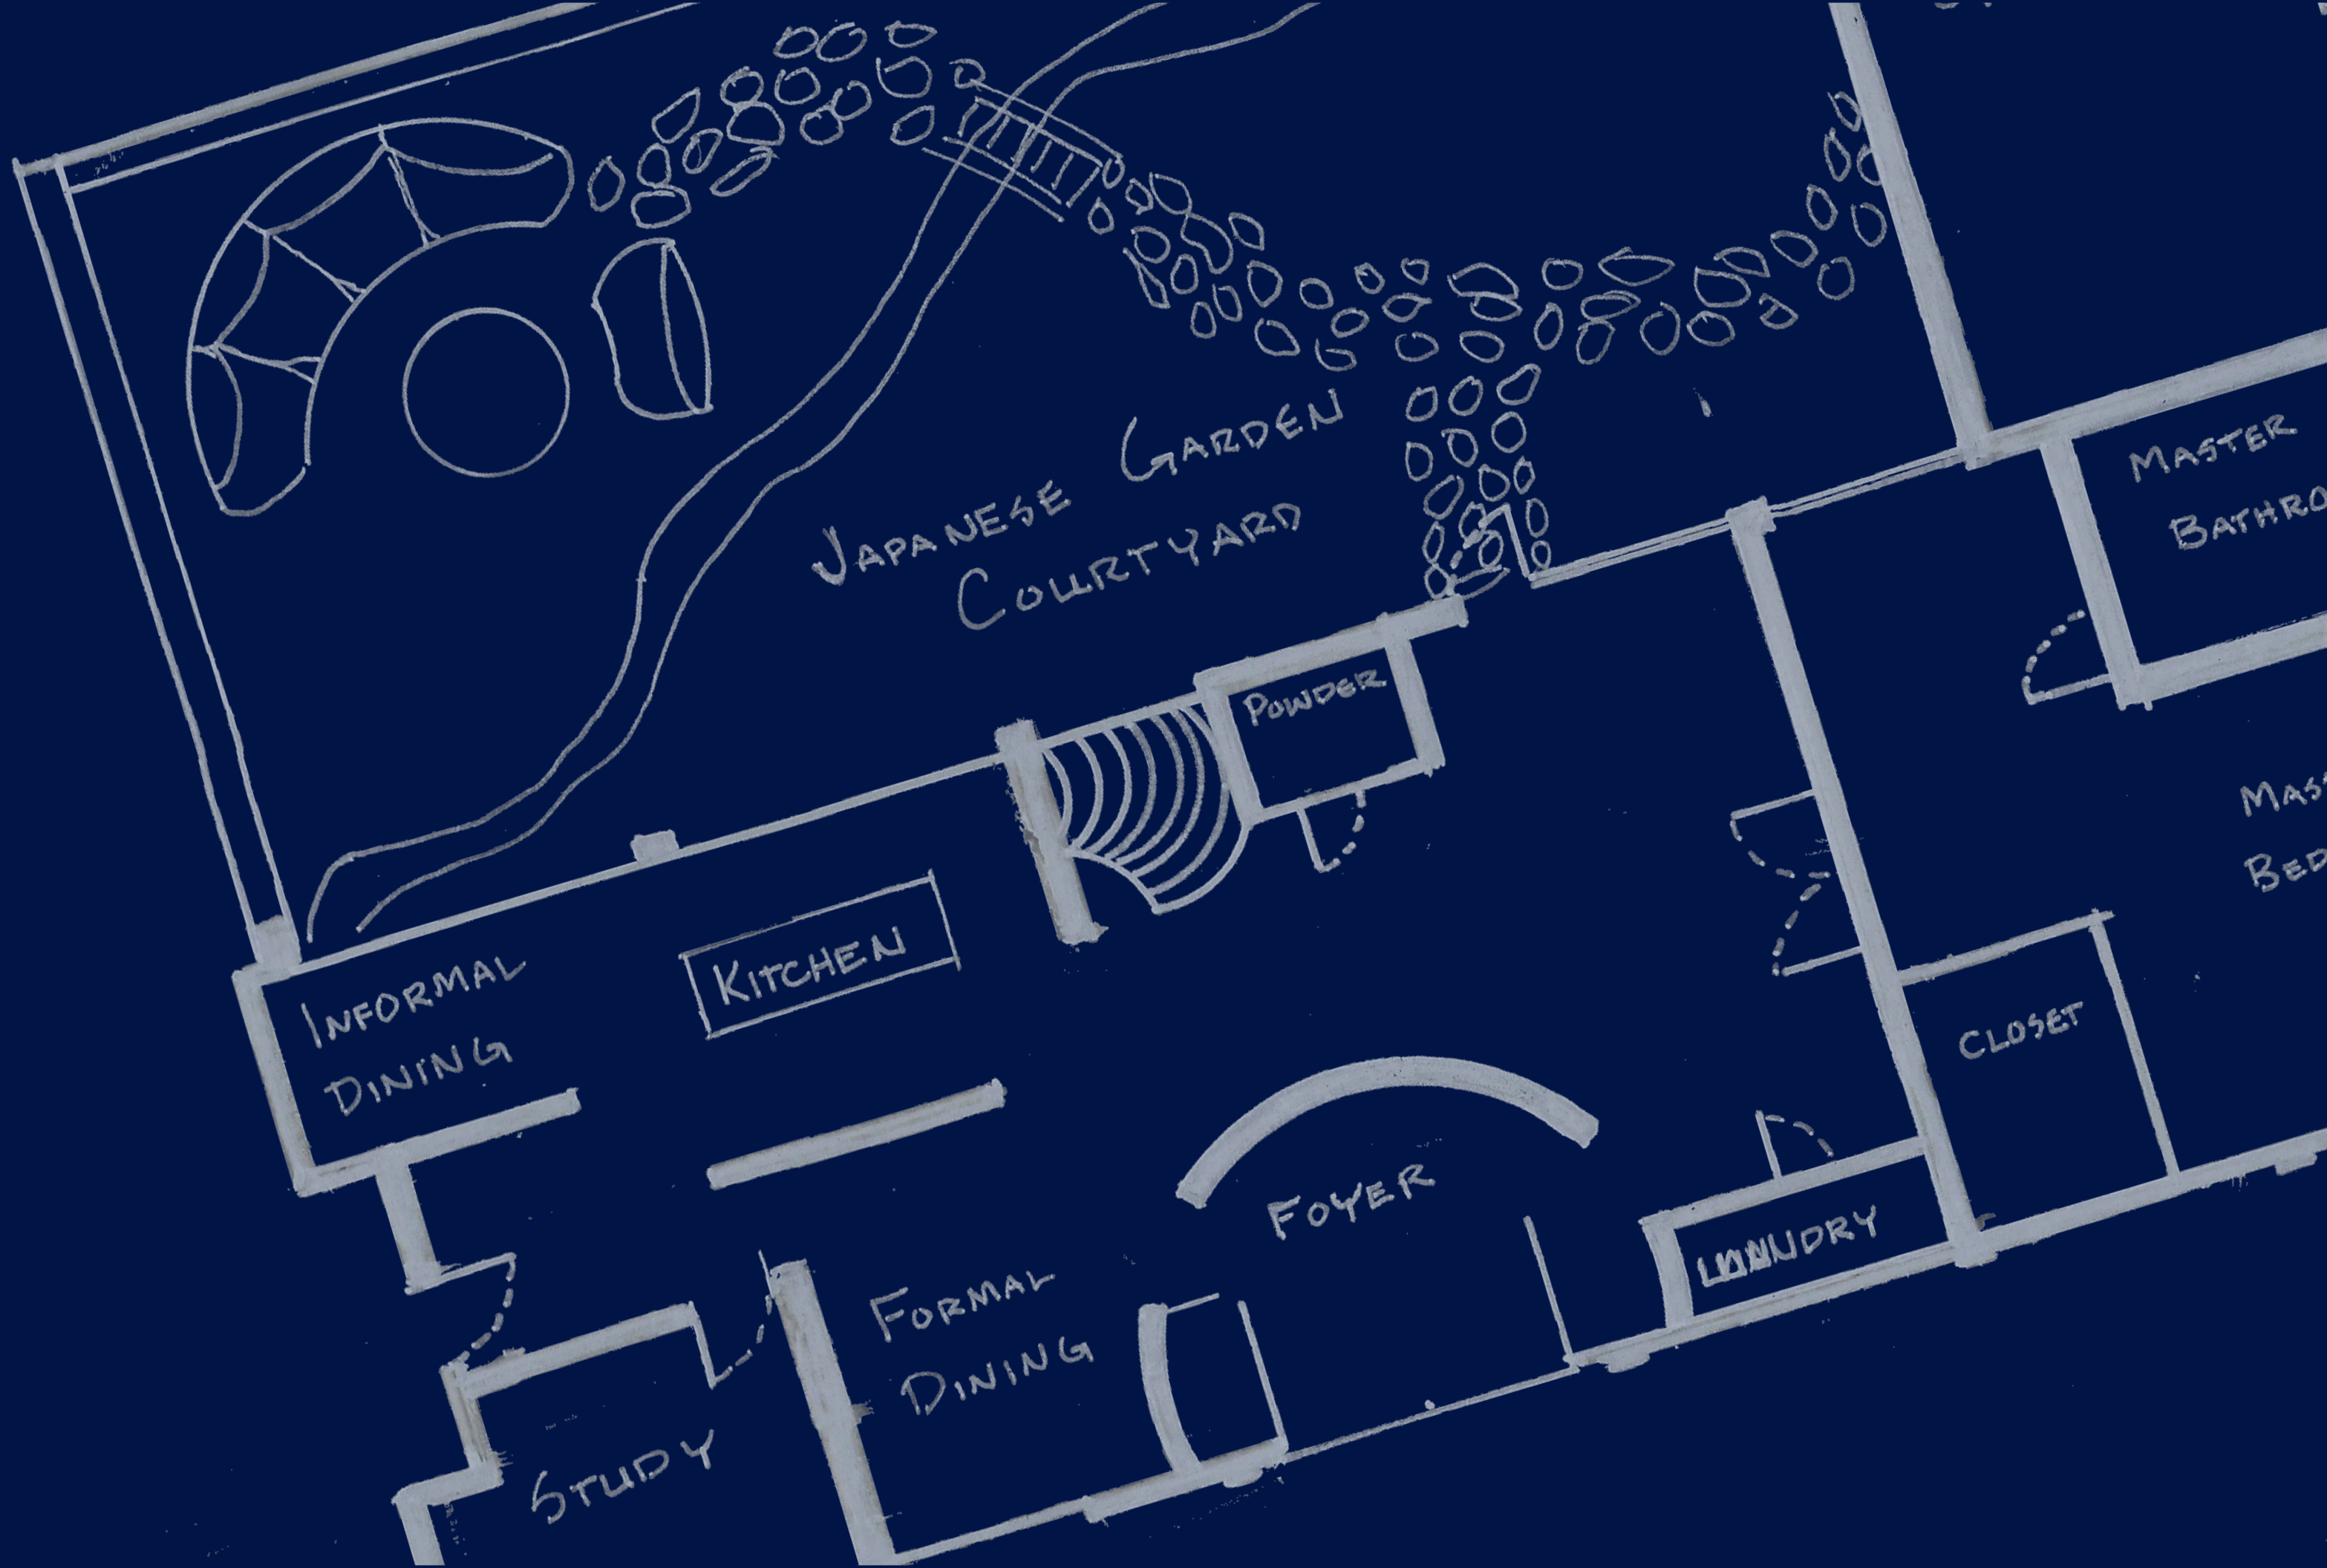 JAPANESE GARDEN
COURTYARD
MASTER
BATHRO
POWDER
MAS
BED
KITCHEN
INFORMAL
DINING
CLOSET
FOYER
LAUNDRY
FORMAL
DINING
STUDY